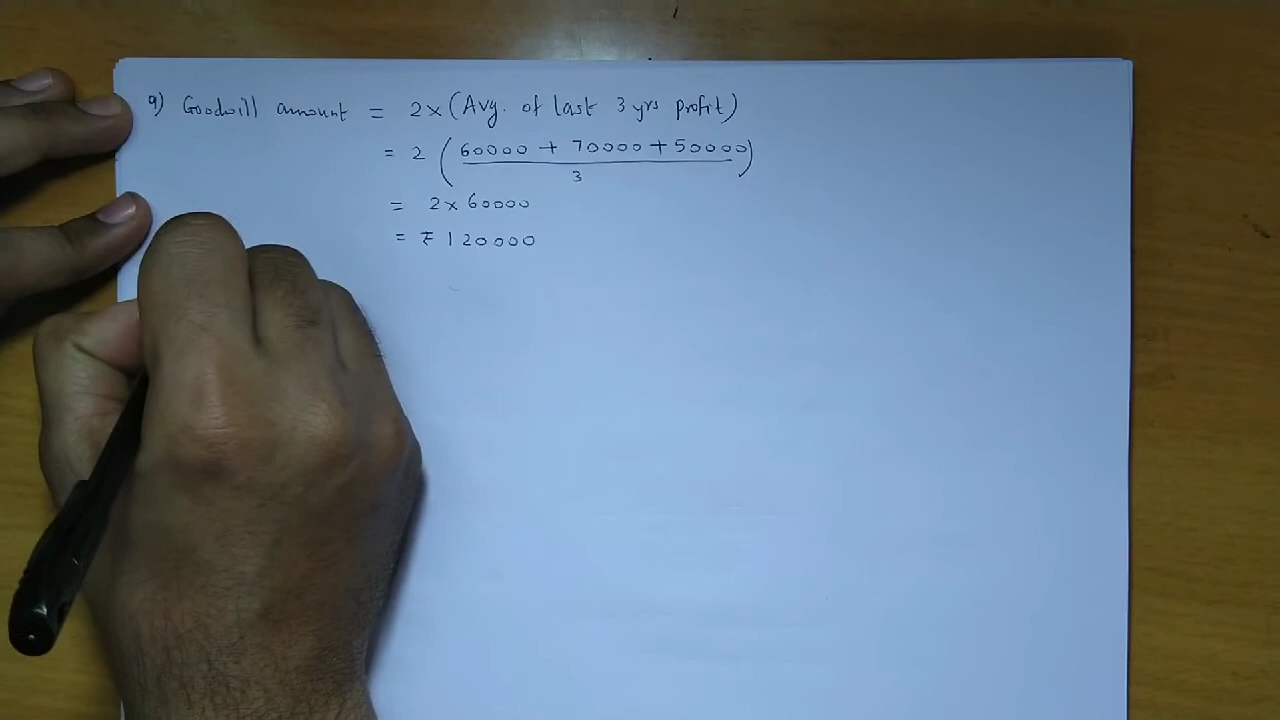 9) Goodwill amount = 2 × (Avg. of last 3 yrs profit)
= 2 ( 60000 + 70000 + 50000 / 3 )
= 2 × 60000
= ₹ 120000